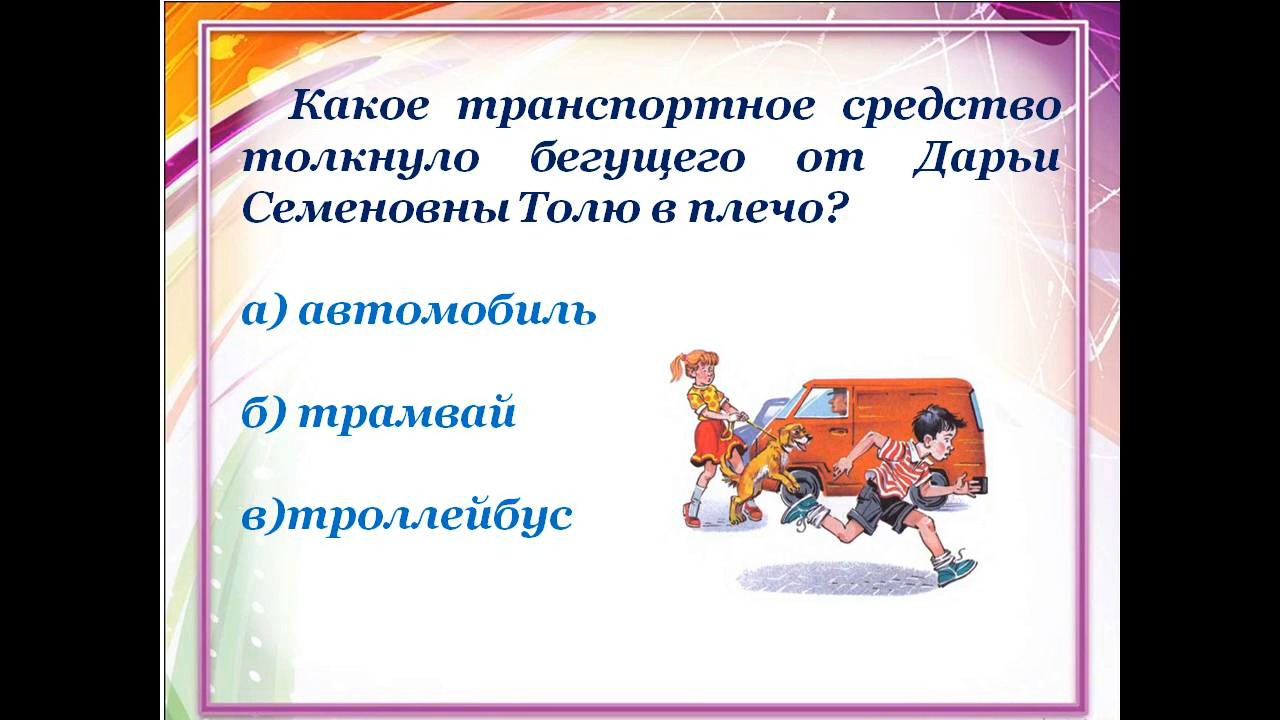 Какое транспортное средство
толкнуло бегущего от Дарьи
Семеновны Толю в плечо?
а) автомобиль
б) трамвай
в)троллейбус